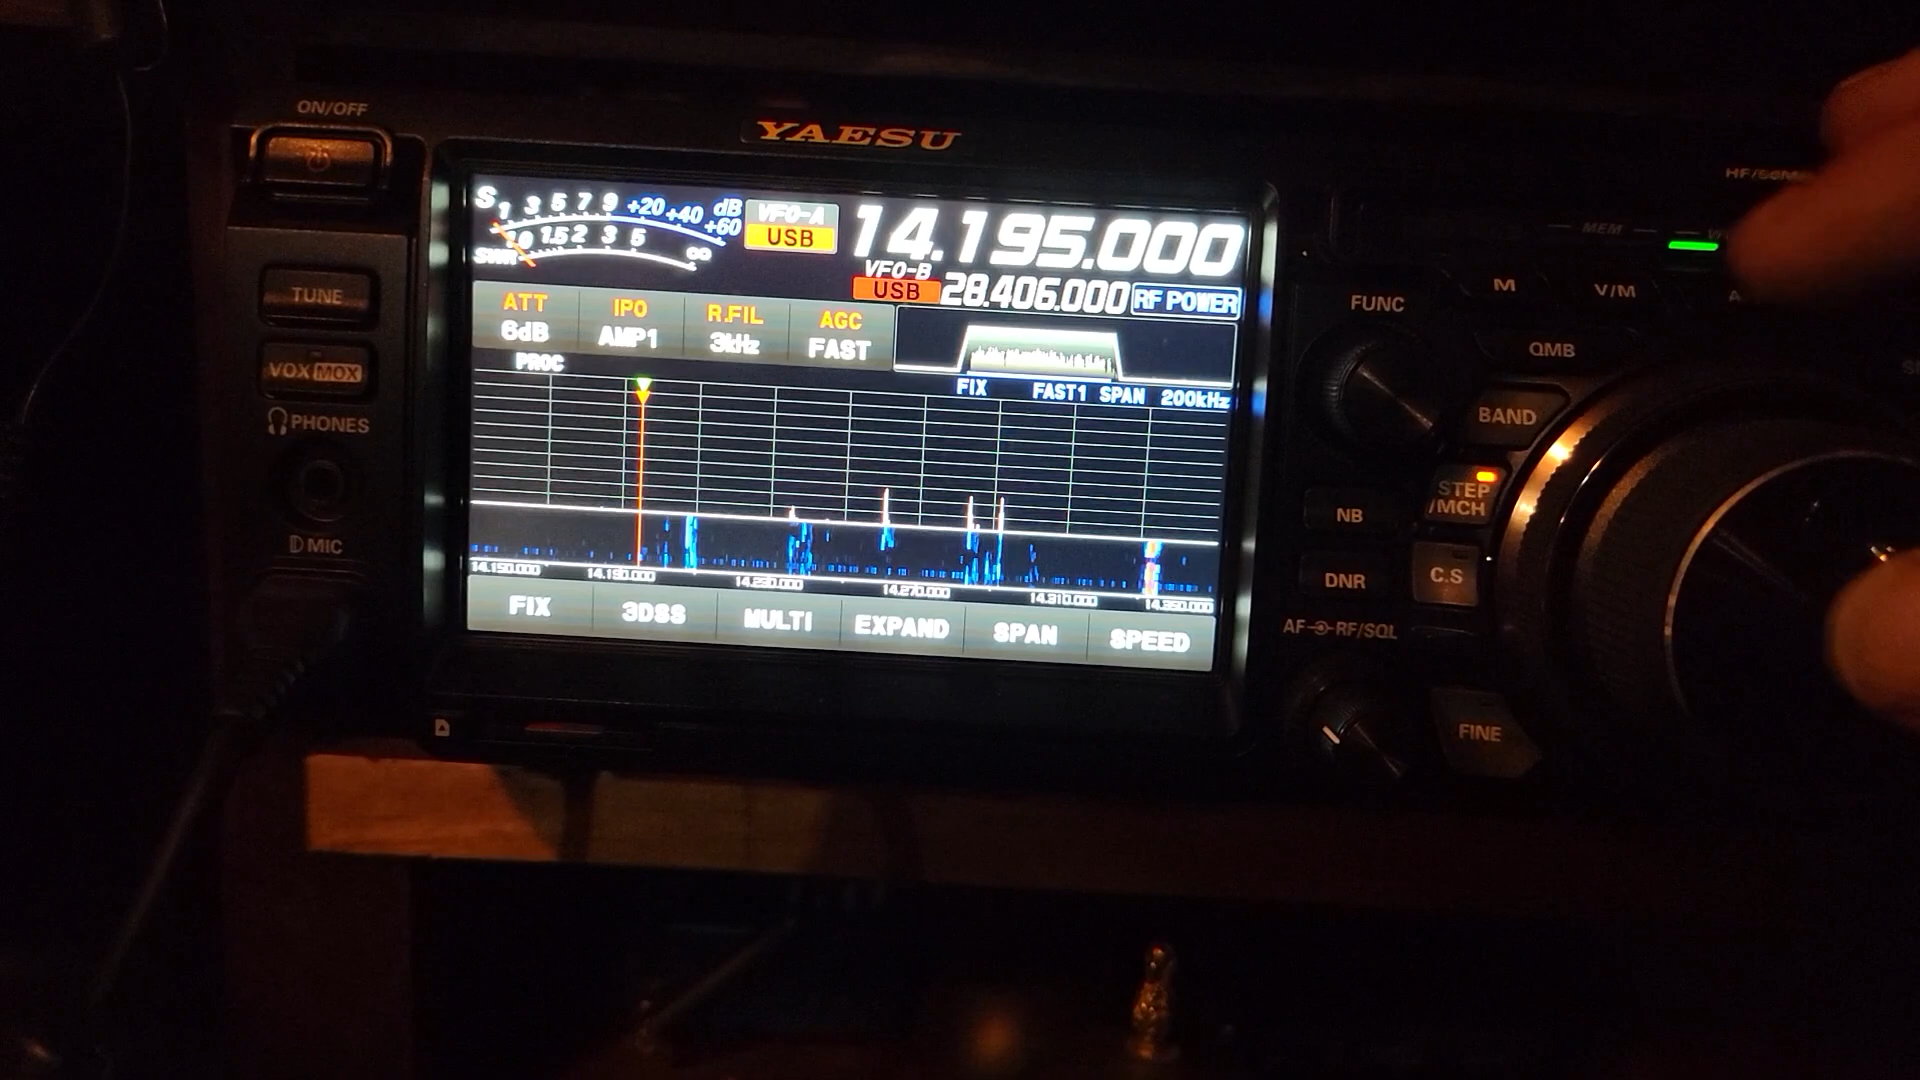 ON/OFF
YAESU
HF/50M
S 1 3 5 7 9 +20 +40 +60 dB
SWR 1.5 2 3 5 ∞
VFO-A
USB
14.195.000
VFO-B
USB
28.406.000
RF POWER
MEM
TUNE
ATT
6dB
IPO
AMP1
R.FIL
3kHz
AGC
FAST
FUNC
M
V/M
A
QMB
PROC
FIX FAST1 SPAN 200kHz
VOX MOX
BAND
PHONES
STEP
/MCH
NB
MIC
DNR
C.S
14.150.000
14.190.000
14.230.000
14.270.000
14.310.000
14.350.000
FIX
3DSS
MULTI
EXPAND
SPAN
SPEED
AF RF/SQL
FINE